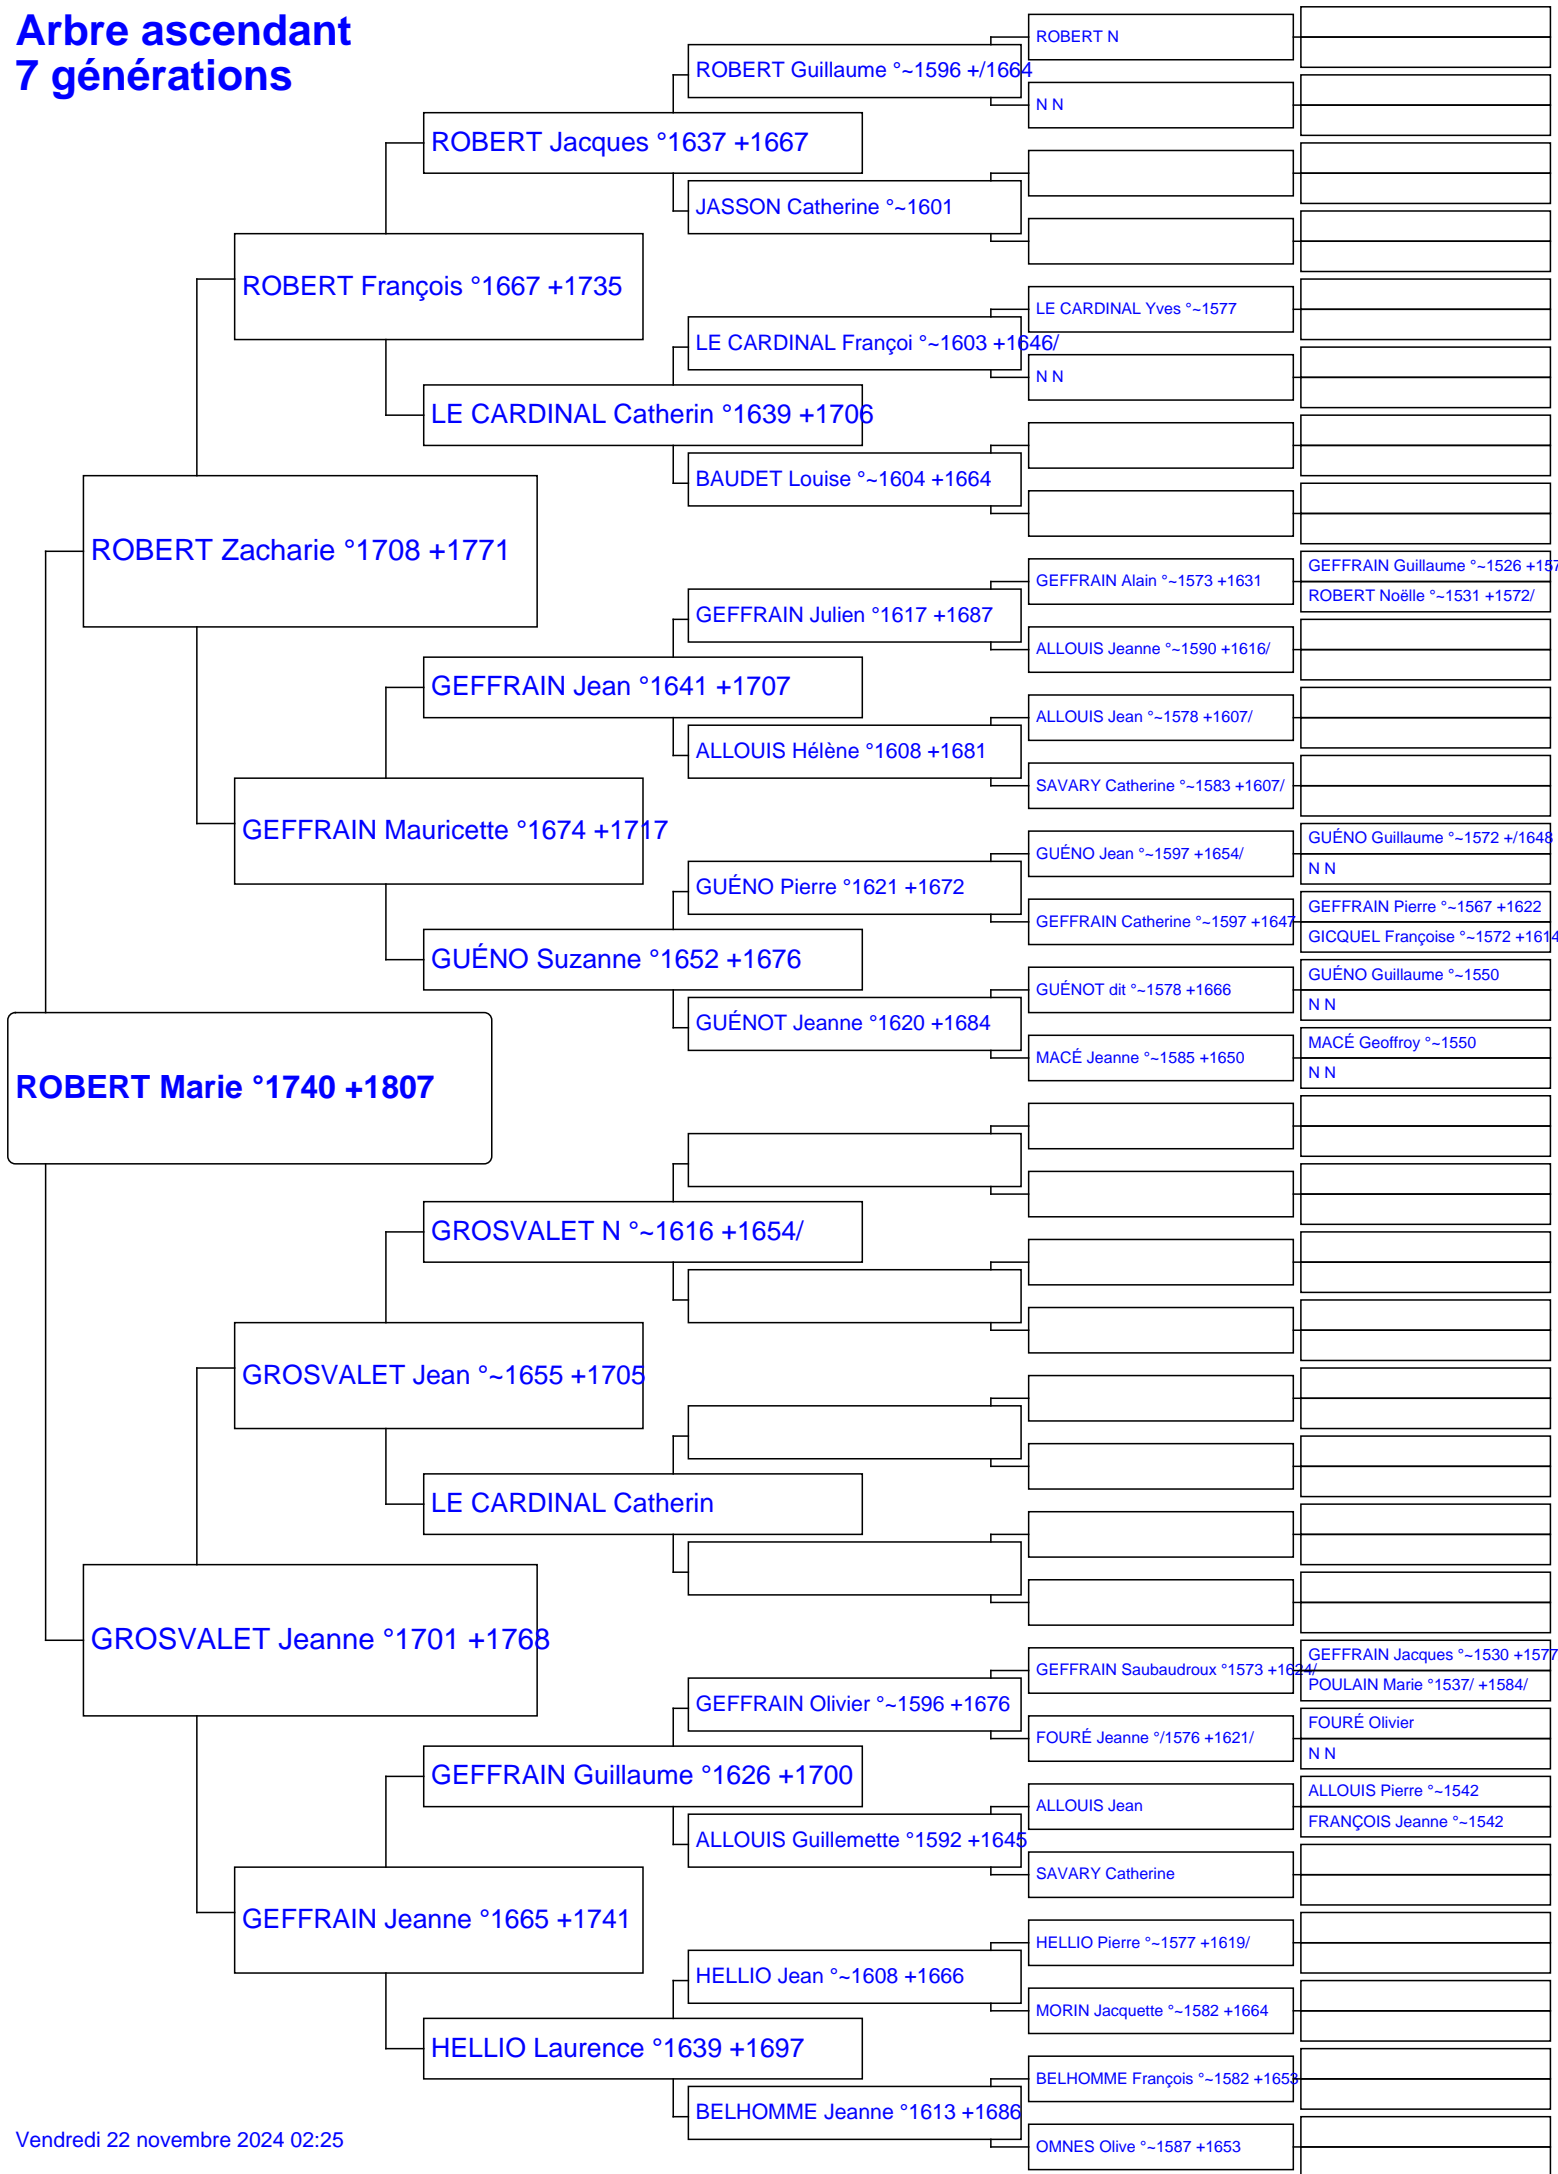 Arbre ascendant
7 générations
ROBERT Marie °1740 +1807
ROBERT Zacharie °1708 +1771
GROSVALET Jeanne °1701 +1768
ROBERT François °1667 +1735
GEFFRAIN Mauricette °1674 +1717
GROSVALET Jean °~1655 +1705
GEFFRAIN Jeanne °1665 +1741
ROBERT Jacques °1637 +1667
LE CARDINAL Catherin °1639 +1706
GEFFRAIN Jean °1641 +1707
GUÉNO Suzanne °1652 +1676
GROSVALET N °~1616 +1654/
LE CARDINAL Catherin
GEFFRAIN Guillaume °1626 +1700
HELLIO Laurence °1639 +1697
ROBERT Guillaume °~1596 +/1664
JASSON Catherine °~1601
LE CARDINAL Françoi °~1603 +1646/
BAUDET Louise °~1604 +1664
GEFFRAIN Julien °1617 +1687
ALLOUIS Hélène °1608 +1681
GUÉNO Pierre °1621 +1672
GUÉNOT Jeanne °1620 +1684
GEFFRAIN Olivier °~1596 +1676
ALLOUIS Guillemette °1592 +1645
HELLIO Jean °~1608 +1666
BELHOMME Jeanne °1613 +1686
ROBERT N
N N
LE CARDINAL Yves °~1577
N N
GEFFRAIN Alain °~1573 +1631
ALLOUIS Jeanne °~1590 +1616/
ALLOUIS Jean °~1578 +1607/
SAVARY Catherine °~1583 +1607/
GUÉNO Jean °~1597 +1654/
GEFFRAIN Catherine °~1597 +1647
GUÉNOT dit °~1578 +1666
MACÉ Jeanne °~1585 +1650
GEFFRAIN Saubaudroux °1573 +1624/
FOURÉ Jeanne °/1576 +1621/
ALLOUIS Jean
SAVARY Catherine
HELLIO Pierre °~1577 +1619/
MORIN Jacquette °~1582 +1664
BELHOMME François °~1582 +1653
OMNES Olive °~1587 +1653
GEFFRAIN Guillaume °~1526 +157
ROBERT Noëlle °~1531 +1572/
GUÉNO Guillaume °~1572 +/1648
N N
GEFFRAIN Pierre °~1567 +1622
GICQUEL Françoise °~1572 +1614
GUÉNO Guillaume °~1550
N N
MACÉ Geoffroy °~1550
N N
GEFFRAIN Jacques °~1530 +1577
POULAIN Marie °1537/ +1584/
FOURÉ Olivier
N N
ALLOUIS Pierre °~1542
FRANÇOIS Jeanne °~1542
Vendredi 22 novembre 2024 02:25